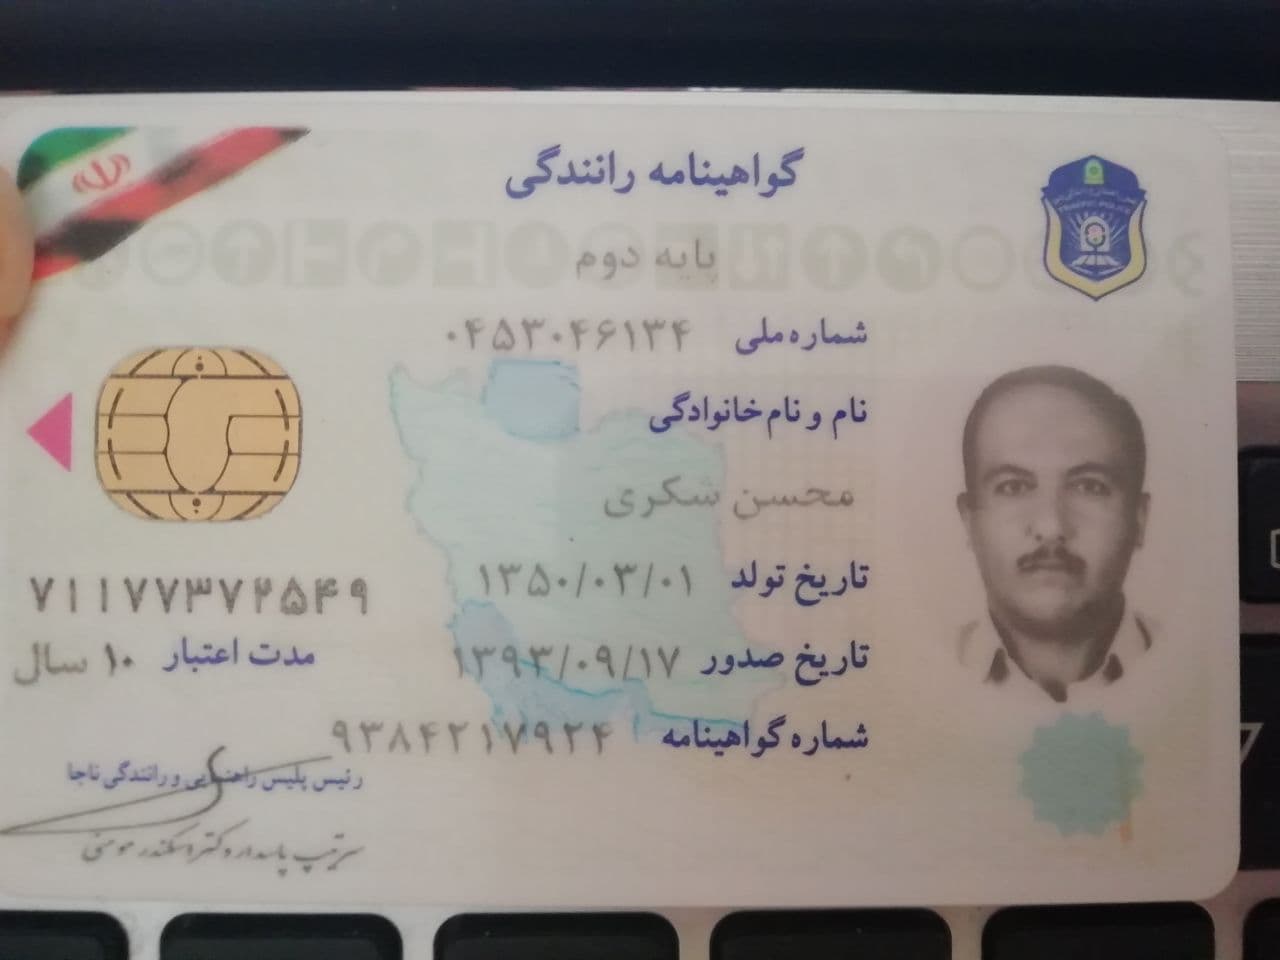 گواهینامه رانندگی
پایه دوم
شماره ملی ۰۴۵۳۰۴۶۱۳۴
نام و نام خانوادگی
محسن شکری
تاریخ تولد ۱۳۵۰/۰۳/۰۱
۷۱۱۷۷۳۷۲۵۴۹
تاریخ صدور ۱۳۹۳/۰۹/۱۷
مدت اعتبار ۱۰ سال
شماره گواهینامه ۹۳۸۴۲۱۷۹۲۴
رئیس پلیس راهنمایی و رانندگی ناجا
سرتیپ پاسدار دکتر اسکندر مومنی